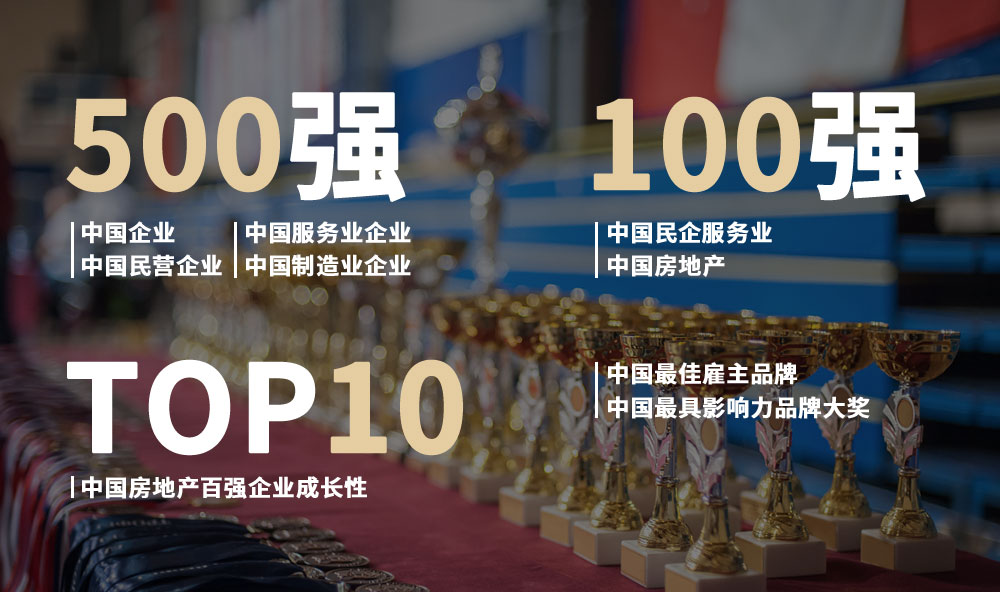 500强
中国企业
中国民营企业
中国服务业企业
中国制造业企业
100强
中国民企服务业
中国房地产
TOP10
中国房地产百强企业成长性
中国最佳雇主品牌
中国最具影响力品牌大奖